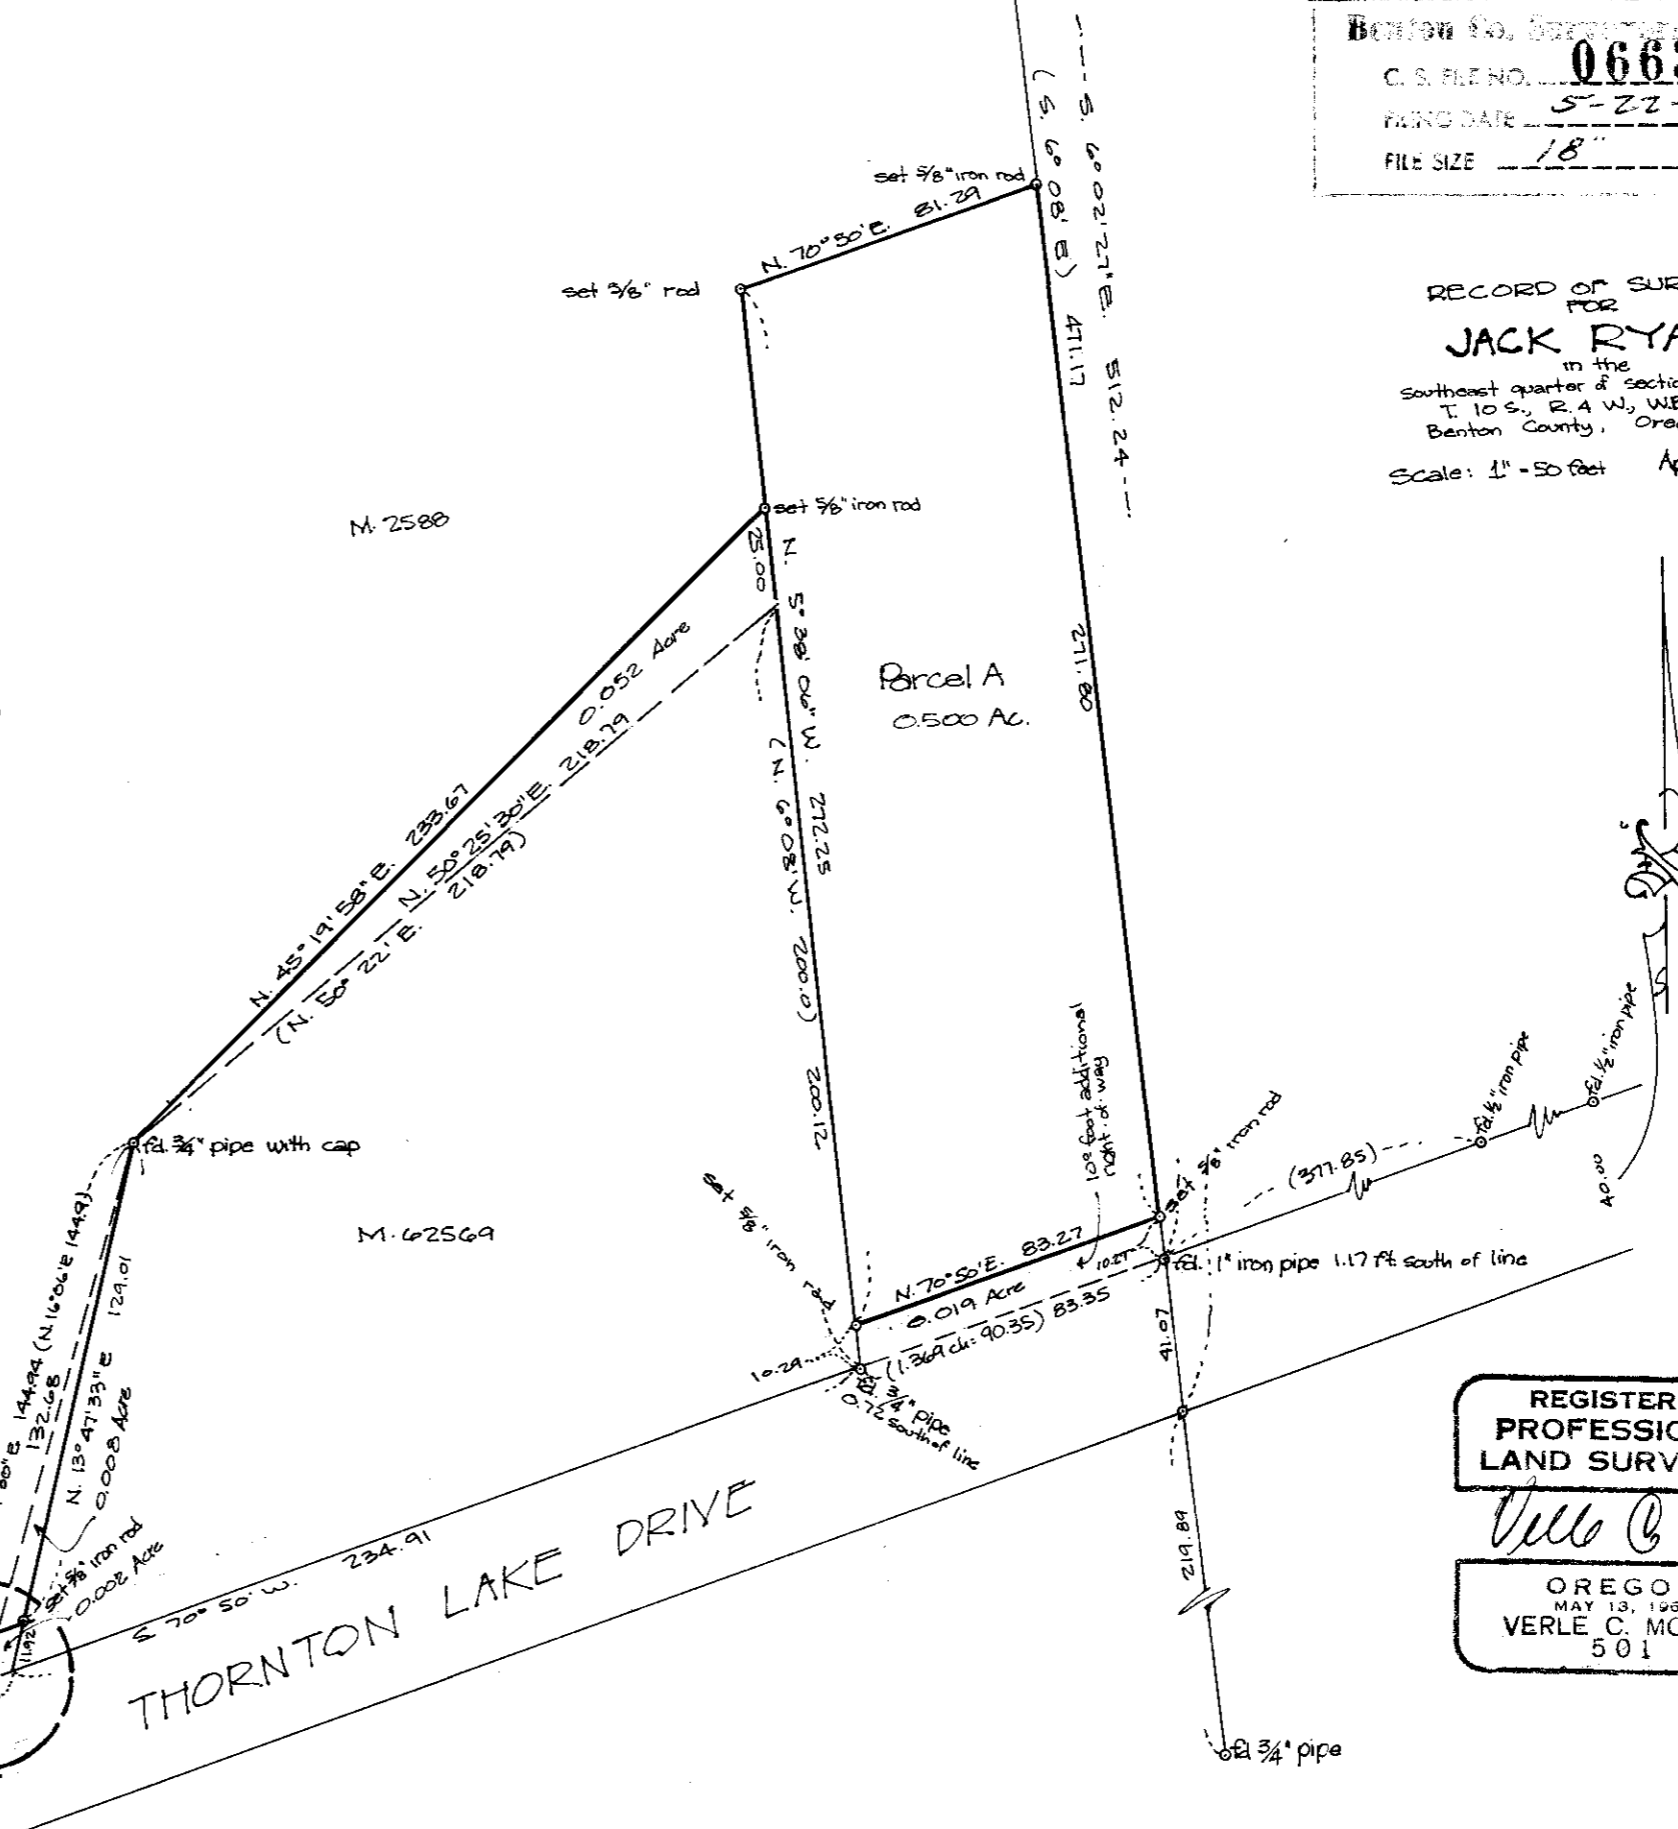 Benton Co. Surveyor
C. S. FILE NO. 066
FILING DATE 5-22-
FILE SIZE 18"
RECORD OF SUR
FOR
JACK RYA
in the
Southeast quarter of sectio
T. 10 S., R. 4 W., W.
Benton County, Ore
Scale: 1" = 50 feet Ap
S. 6° 02' 27" E. 512.24
(S. 6° 08' E) 471.17
set 5/8" iron rod
N. 70° 50' E. 81.29
set 5/8" rod
set 5/8" iron rod
25.00
M. 2588
N. 5° 38' 06" W. 272.25
(N. 6° 08' W. 200.0) 200.12
271.80
Parcel A
0.500 Ac.
0.052 Acre
N. 45° 19' 58" E. 233.67
N. 50° 25' 30" E. 218.79
(N. 50° 22' E. 218.79)
fd. 3/4" pipe with cap
M. 62569
144.94 (N. 16° 06' E 144.9)
132.68
N. 13° 47' 33" E 129.01
0.008 Acre
set 5/8" iron rod
0.002 Acre
11.92
set 5/8" iron rod
10.29
N. 70° 50' E. 83.27
0.019 Acre
(1.369 ch = 90.35) 83.35
10.27
10 foot additional
right of way
set 5/8" iron rod
fd. 3/4" pipe
0.72 south of line
fd. 1" iron pipe 1.17 ft. south of line
(377.85)
fd. 1/2" iron pipe
fd. 1/2" iron pipe
40.00
S
41.07
219.89
fd 3/4" pipe
S. 70° 50' W. 234.91
THORNTON LAKE DRIVE
REGISTER
PROFESSIO
LAND SURV
OREGO
MAY 13, 196
VERLE C. MO
501